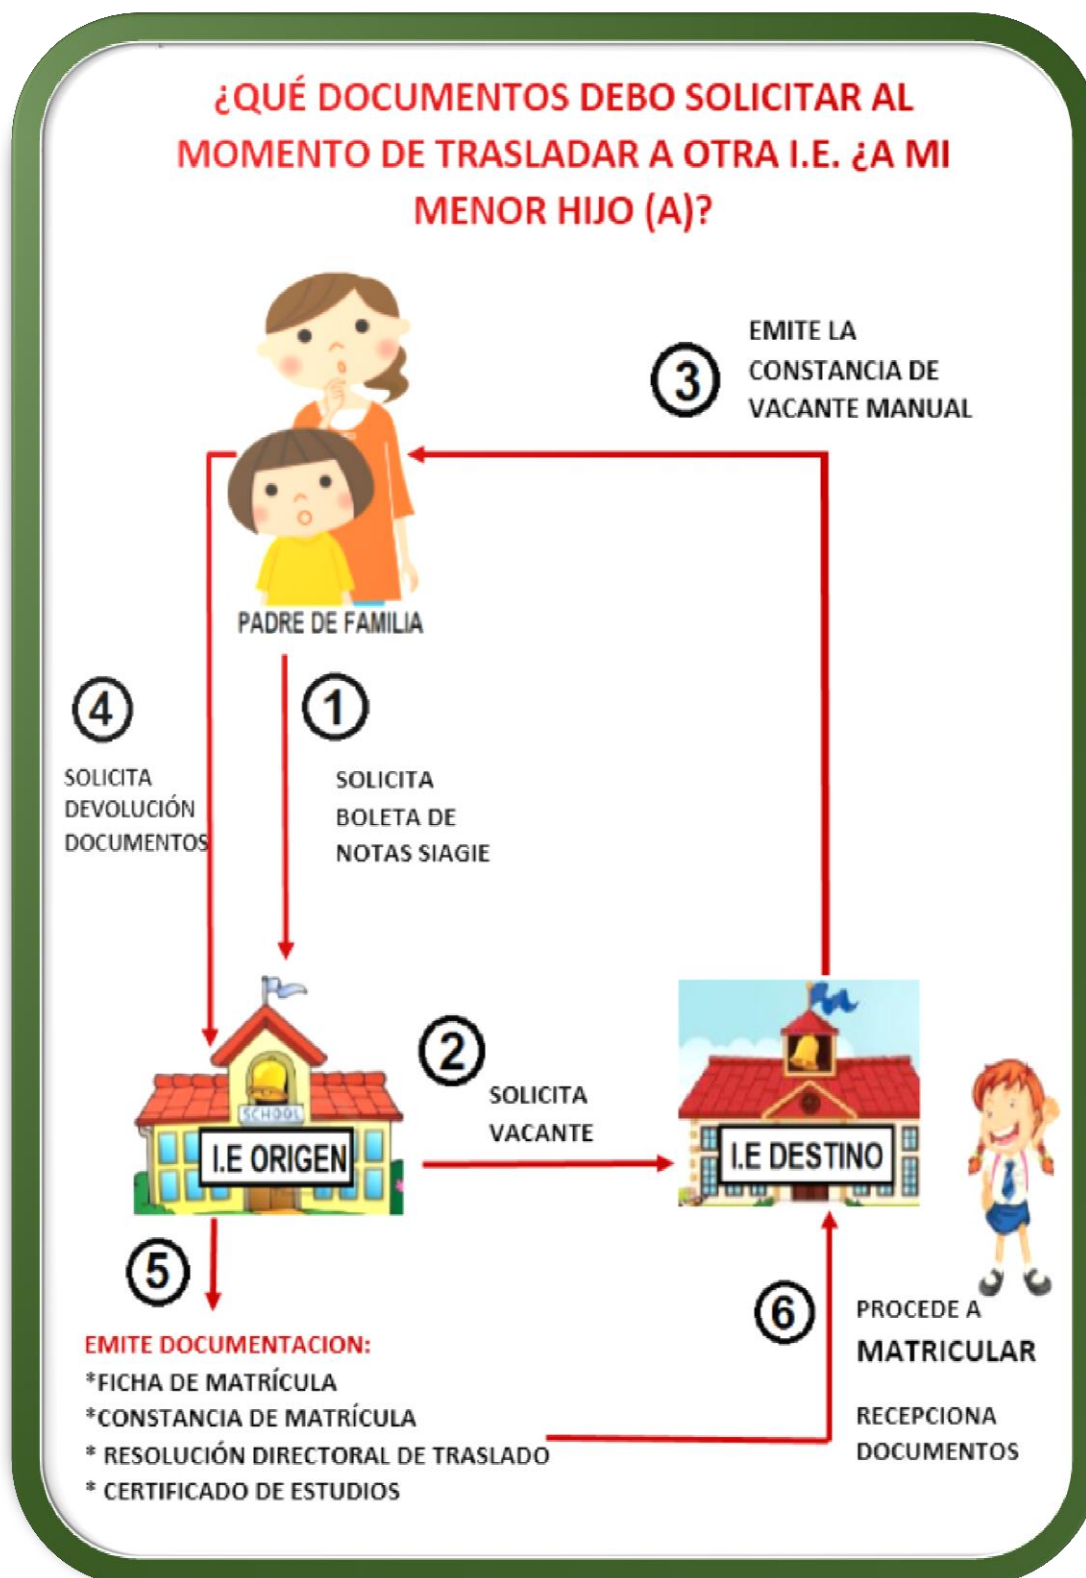 ¿QUÉ DOCUMENTOS DEBO SOLICITAR AL
MOMENTO DE TRASLADAR A OTRA I.E. ¿A MI
MENOR HIJO (A)?
3
EMITE LA
CONSTANCIA DE
VACANTE MANUAL
PADRE DE FAMILIA
4
SOLICITA
DEVOLUCIÓN
DOCUMENTOS
1
SOLICITA
BOLETA DE
NOTAS SIAGIE
2
SOLICITA
VACANTE
SCHOOL
I.E ORIGEN
I.E DESTINO
5
EMITE DOCUMENTACION:
*FICHA DE MATRÍCULA
*CONSTANCIA DE MATRÍCULA
* RESOLUCIÓN DIRECTORAL DE TRASLADO
* CERTIFICADO DE ESTUDIOS
6
PROCEDE A
MATRICULAR
RECEPCIONA
DOCUMENTOS